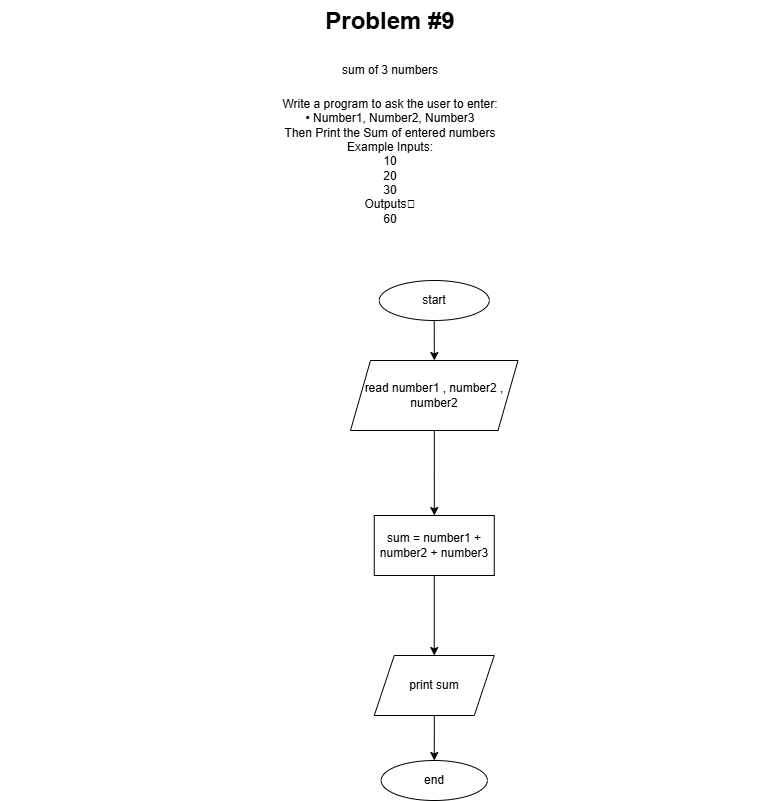 Problem #9
sum of 3 numbers
Write a program to ask the user to enter:
• Number1, Number2, Number3
Then Print the Sum of entered numbers
Example Inputs:
10
20
30
Outputs
60
start
read number1 , number2 ,
number2
sum = number1 +
number2 + number3
print sum
end